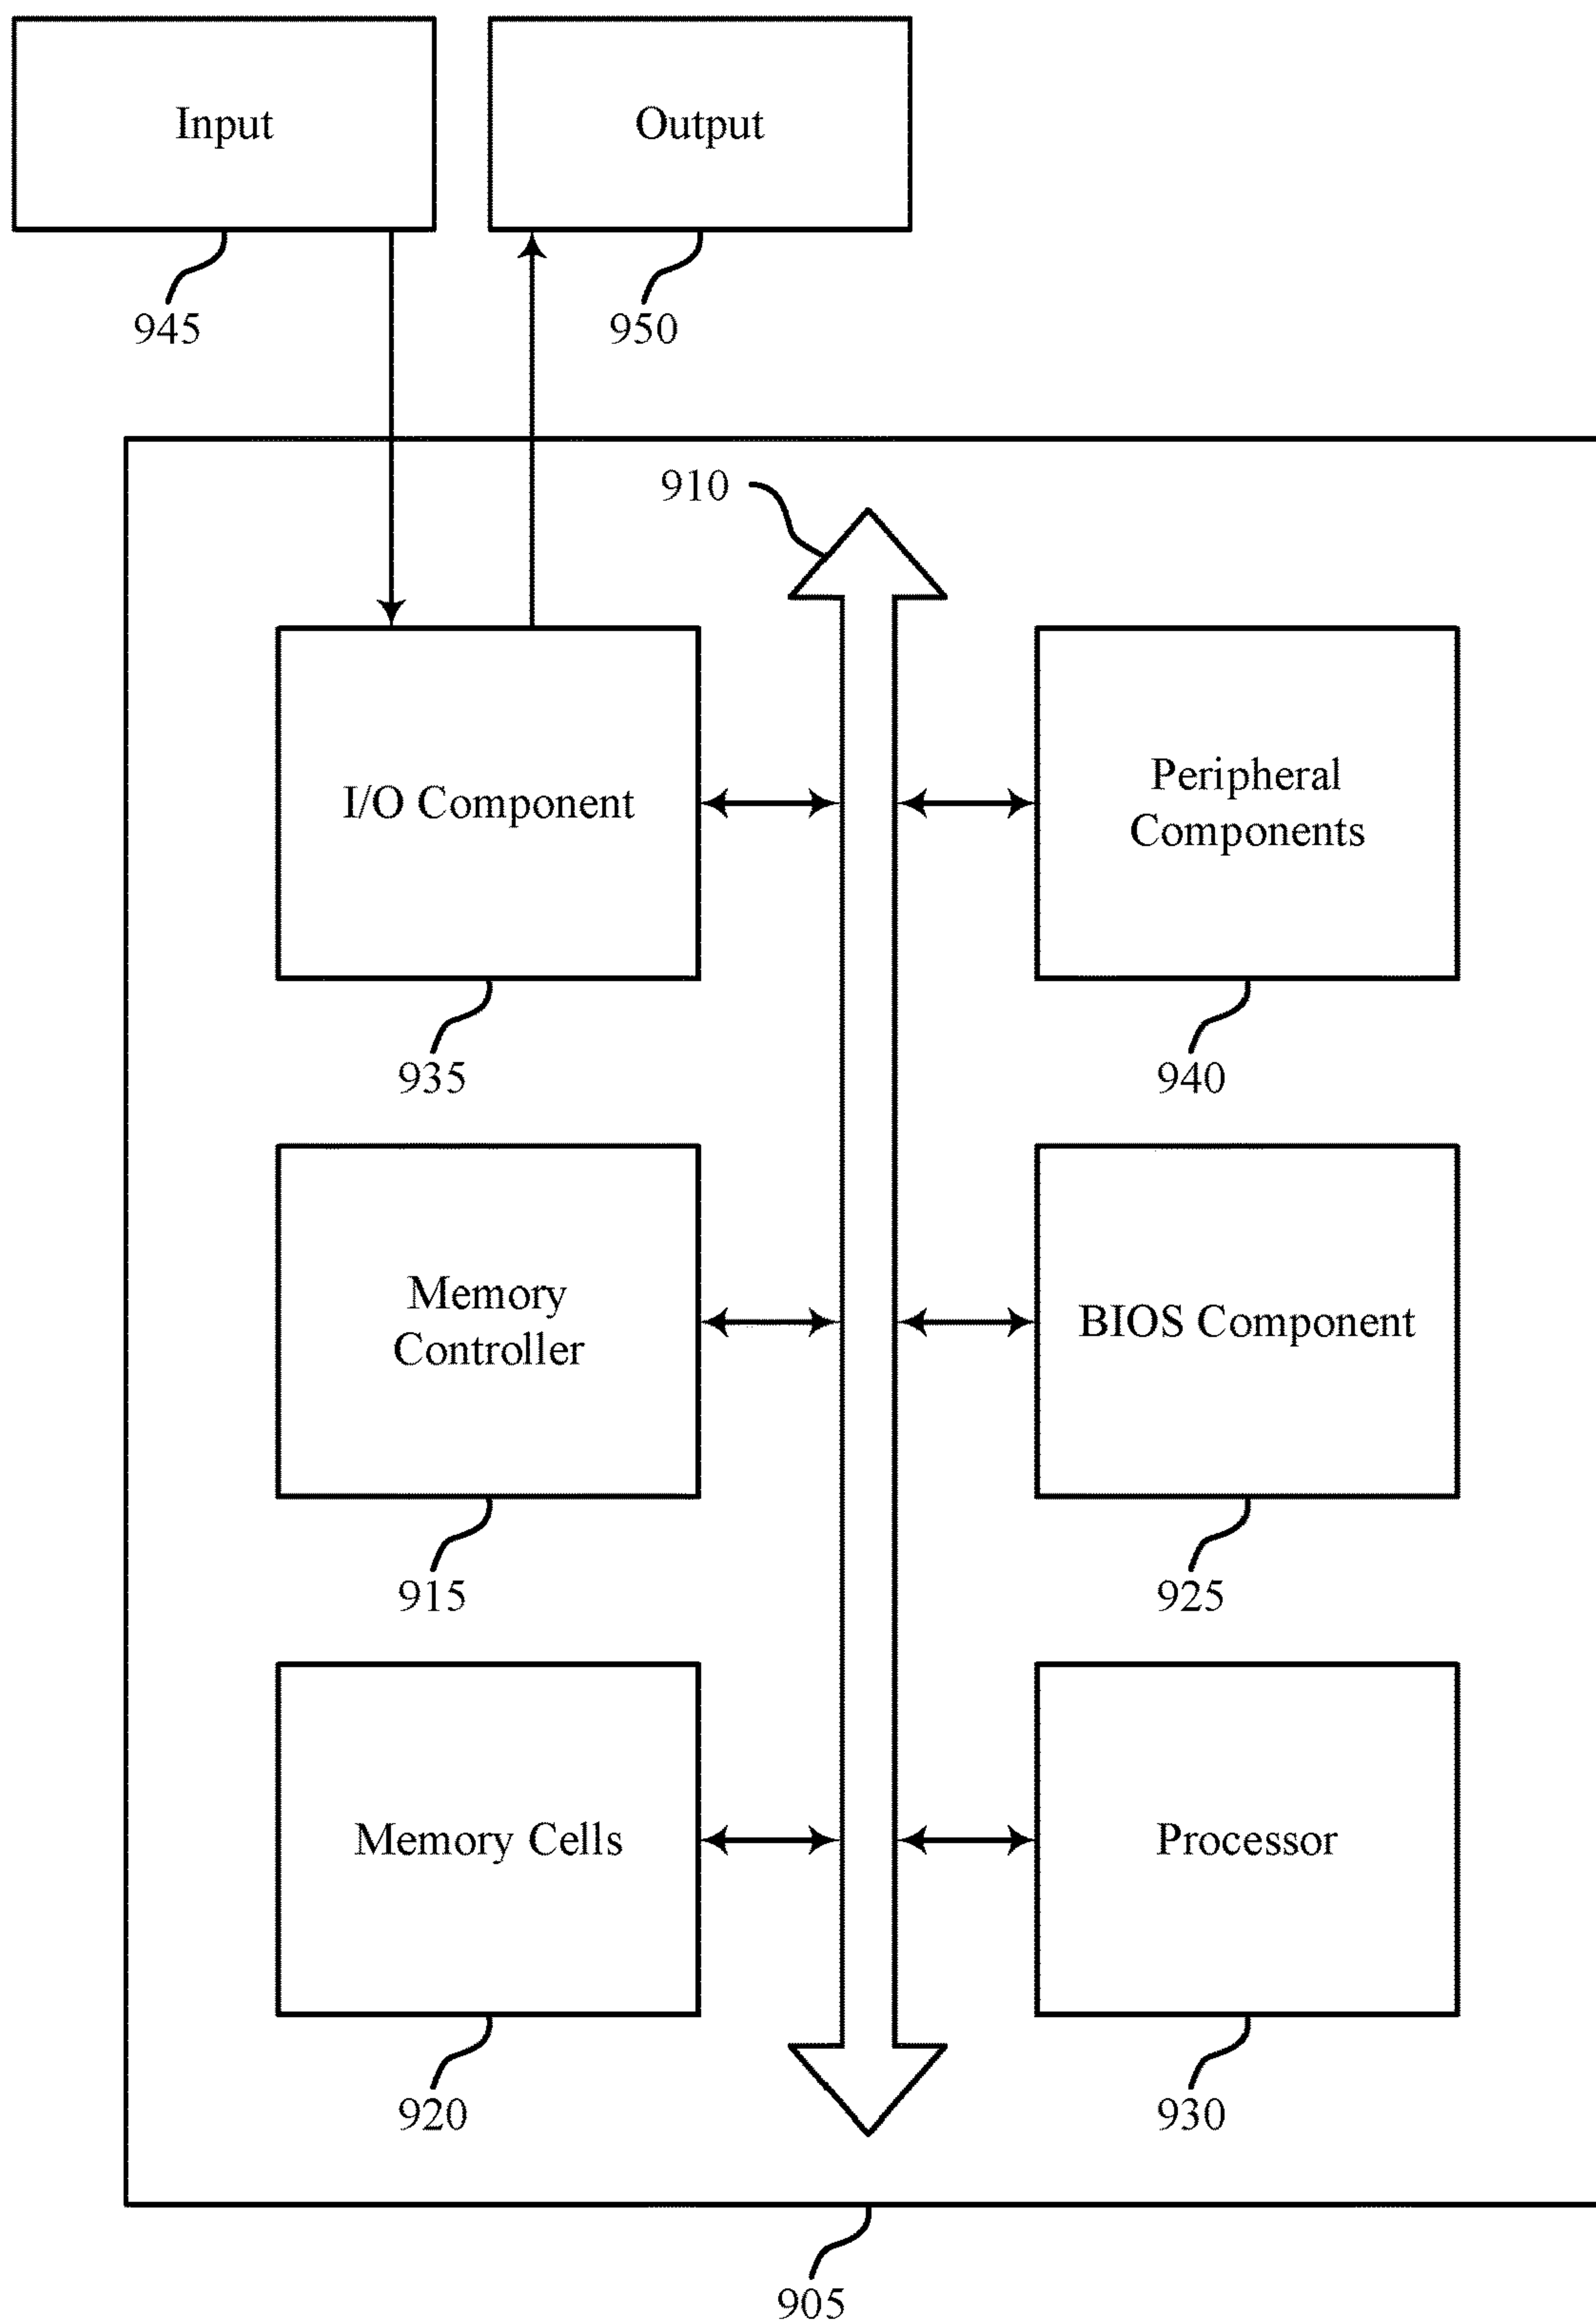 Input
Output
945
950
910
I/O Component
Peripheral
Components
935
940
Memory
Controller
BIOS Component
915
925
Memory Cells
Processor
920
930
905